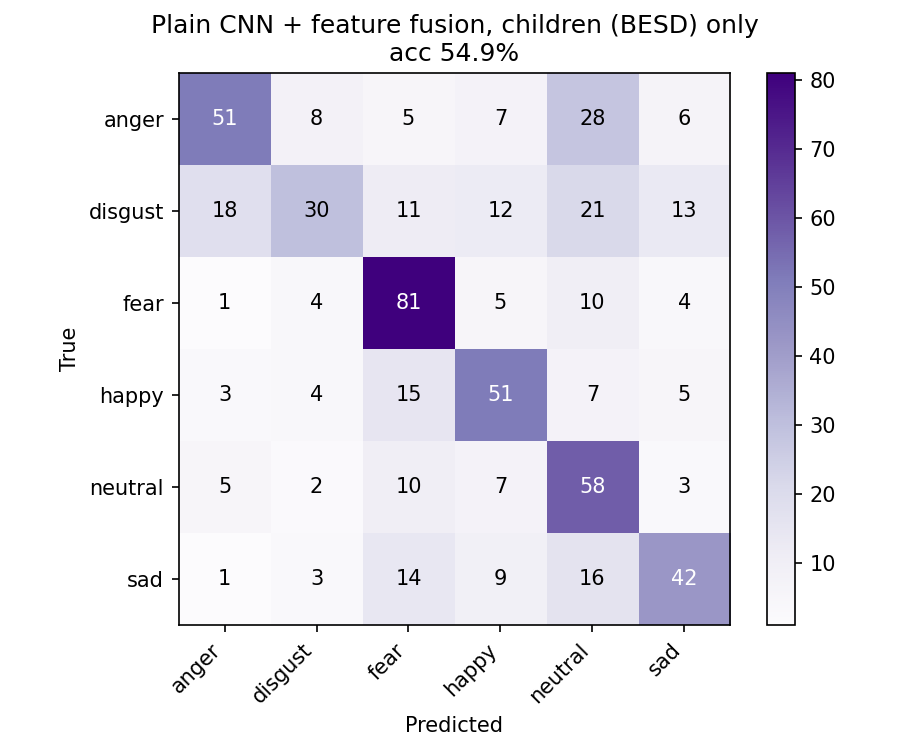 Plain CNN + feature fusion, children (BESD) only
acc 54.9%
anger 51 8 5 7 28 6
disgust 18 30 11 12 21 13
fear 1 4 81 5 10 4
happy 3 4 15 51 7 5
neutral 5 2 10 7 58 3
sad 1 3 14 9 16 42
anger disgust fear happy neutral sad
Predicted
True
80
70
60
50
40
30
20
10